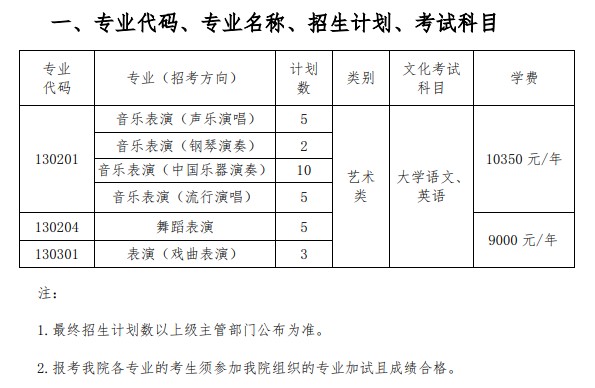 一、专业代码、专业名称、招生计划、考试科目
专业代码 专业（招考方向） 计划数 类别 文化考试科目 学费
130201 音乐表演（声乐演唱） 5 艺术类 大学语文、英语 10350 元/年
音乐表演（钢琴演奏） 2
音乐表演（中国乐器演奏） 10
音乐表演（流行演唱） 5
130204 舞蹈表演 5 9000 元/年
130301 表演（戏曲表演） 3
注：
1.最终招生计划数以上级主管部门公布为准。
2.报考我院各专业的考生须参加我院组织的专业加试且成绩合格。